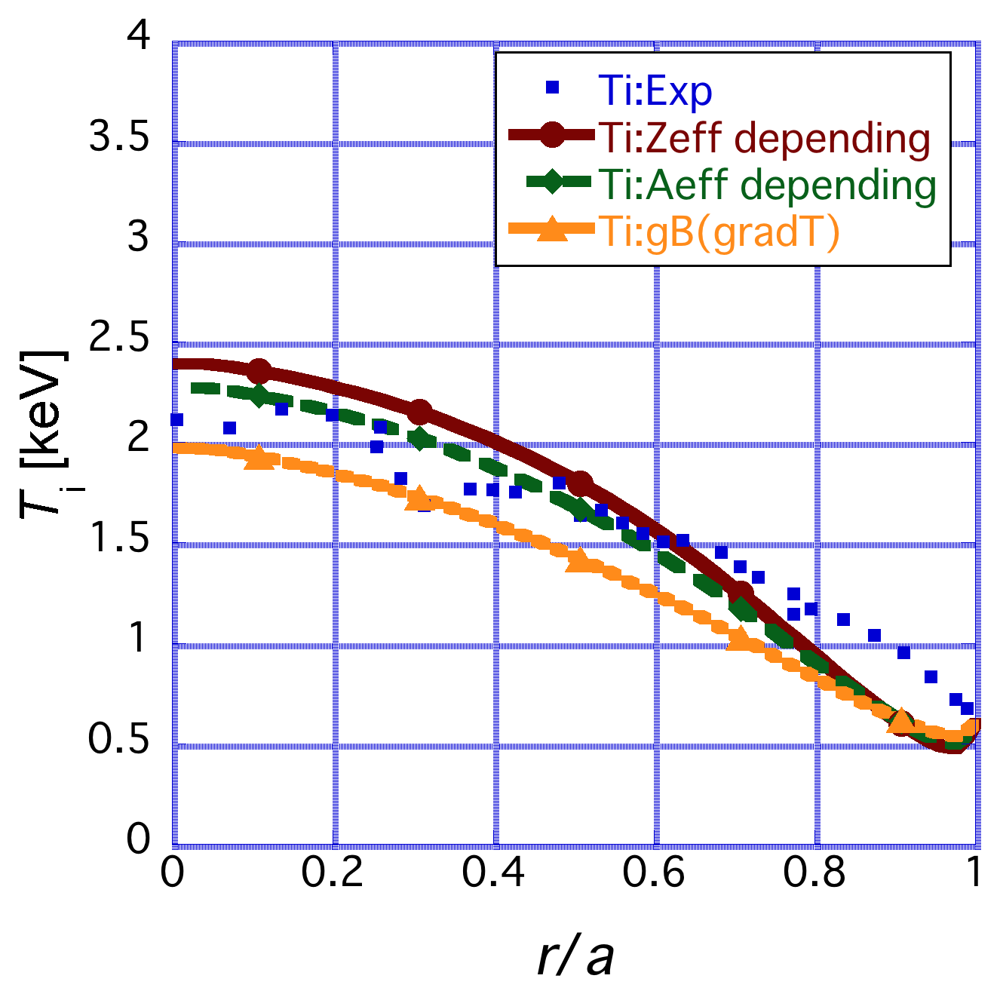 4
3.5
3
2.5
2
1.5
1
0.5
0
Ti:Exp
Ti:Zeff depending
Ti:Aeff depending
Ti:gB(gradT)
T i [keV]
0 0.2 0.4 0.6 0.8 1
r/a